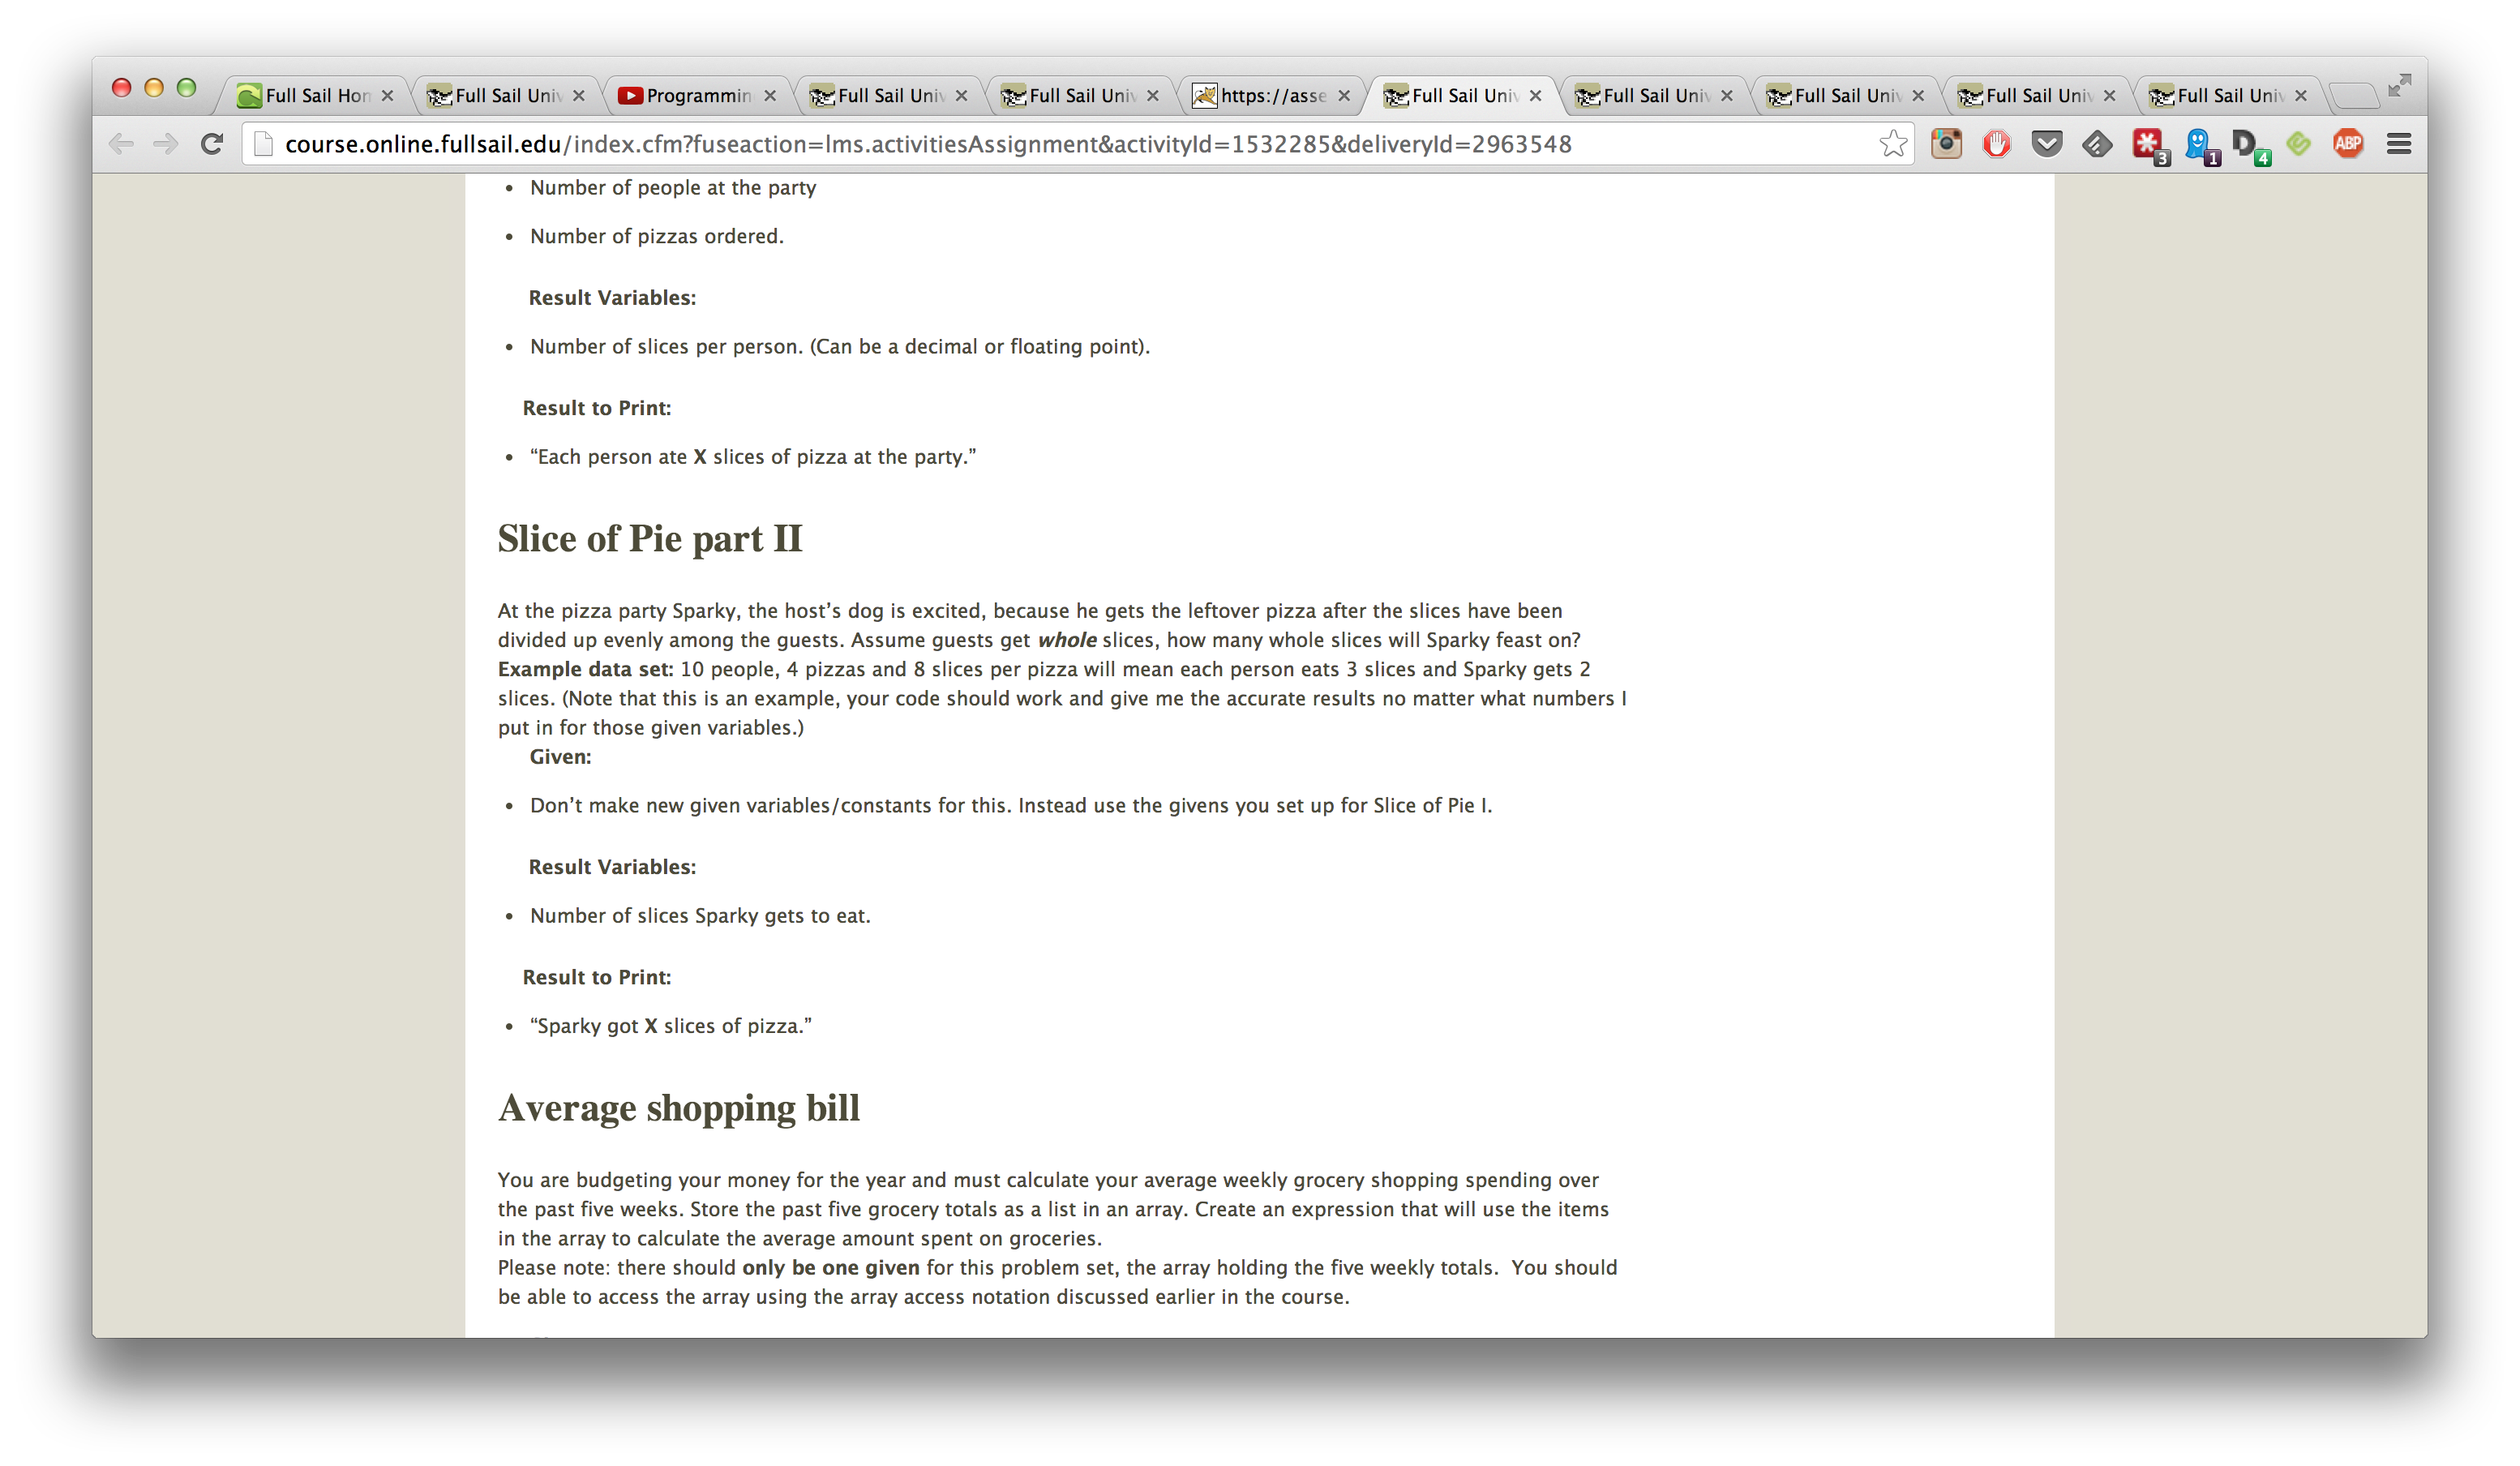 Full Sail Hon
Full Sail Univ
Programmin
Full Sail Univ
Full Sail Univ
https://asse
Full Sail Univ
Full Sail Univ
Full Sail Univ
Full Sail Univ
Full Sail Univ
course.online.fullsail.edu/index.cfm?fuseaction=lms.activitiesAssignment&activityId=1532285&deliveryId=2963548
3
1
D
4
ABP
• Number of people at the party
• Number of pizzas ordered.
Result Variables:
• Number of slices per person. (Can be a decimal or floating point).
Result to Print:
• “Each person ate X slices of pizza at the party.”
Slice of Pie part II
At the pizza party Sparky, the host’s dog is excited, because he gets the leftover pizza after the slices have been
divided up evenly among the guests. Assume guests get whole slices, how many whole slices will Sparky feast on?
Example data set: 10 people, 4 pizzas and 8 slices per pizza will mean each person eats 3 slices and Sparky gets 2
slices. (Note that this is an example, your code should work and give me the accurate results no matter what numbers I
put in for those given variables.)
Given:
• Don’t make new given variables/constants for this. Instead use the givens you set up for Slice of Pie I.
Result Variables:
• Number of slices Sparky gets to eat.
Result to Print:
• “Sparky got X slices of pizza.”
Average shopping bill
You are budgeting your money for the year and must calculate your average weekly grocery shopping spending over
the past five weeks. Store the past five grocery totals as a list in an array. Create an expression that will use the items
in the array to calculate the average amount spent on groceries.
Please note: there should only be one given for this problem set, the array holding the five weekly totals.  You should
be able to access the array using the array access notation discussed earlier in the course.